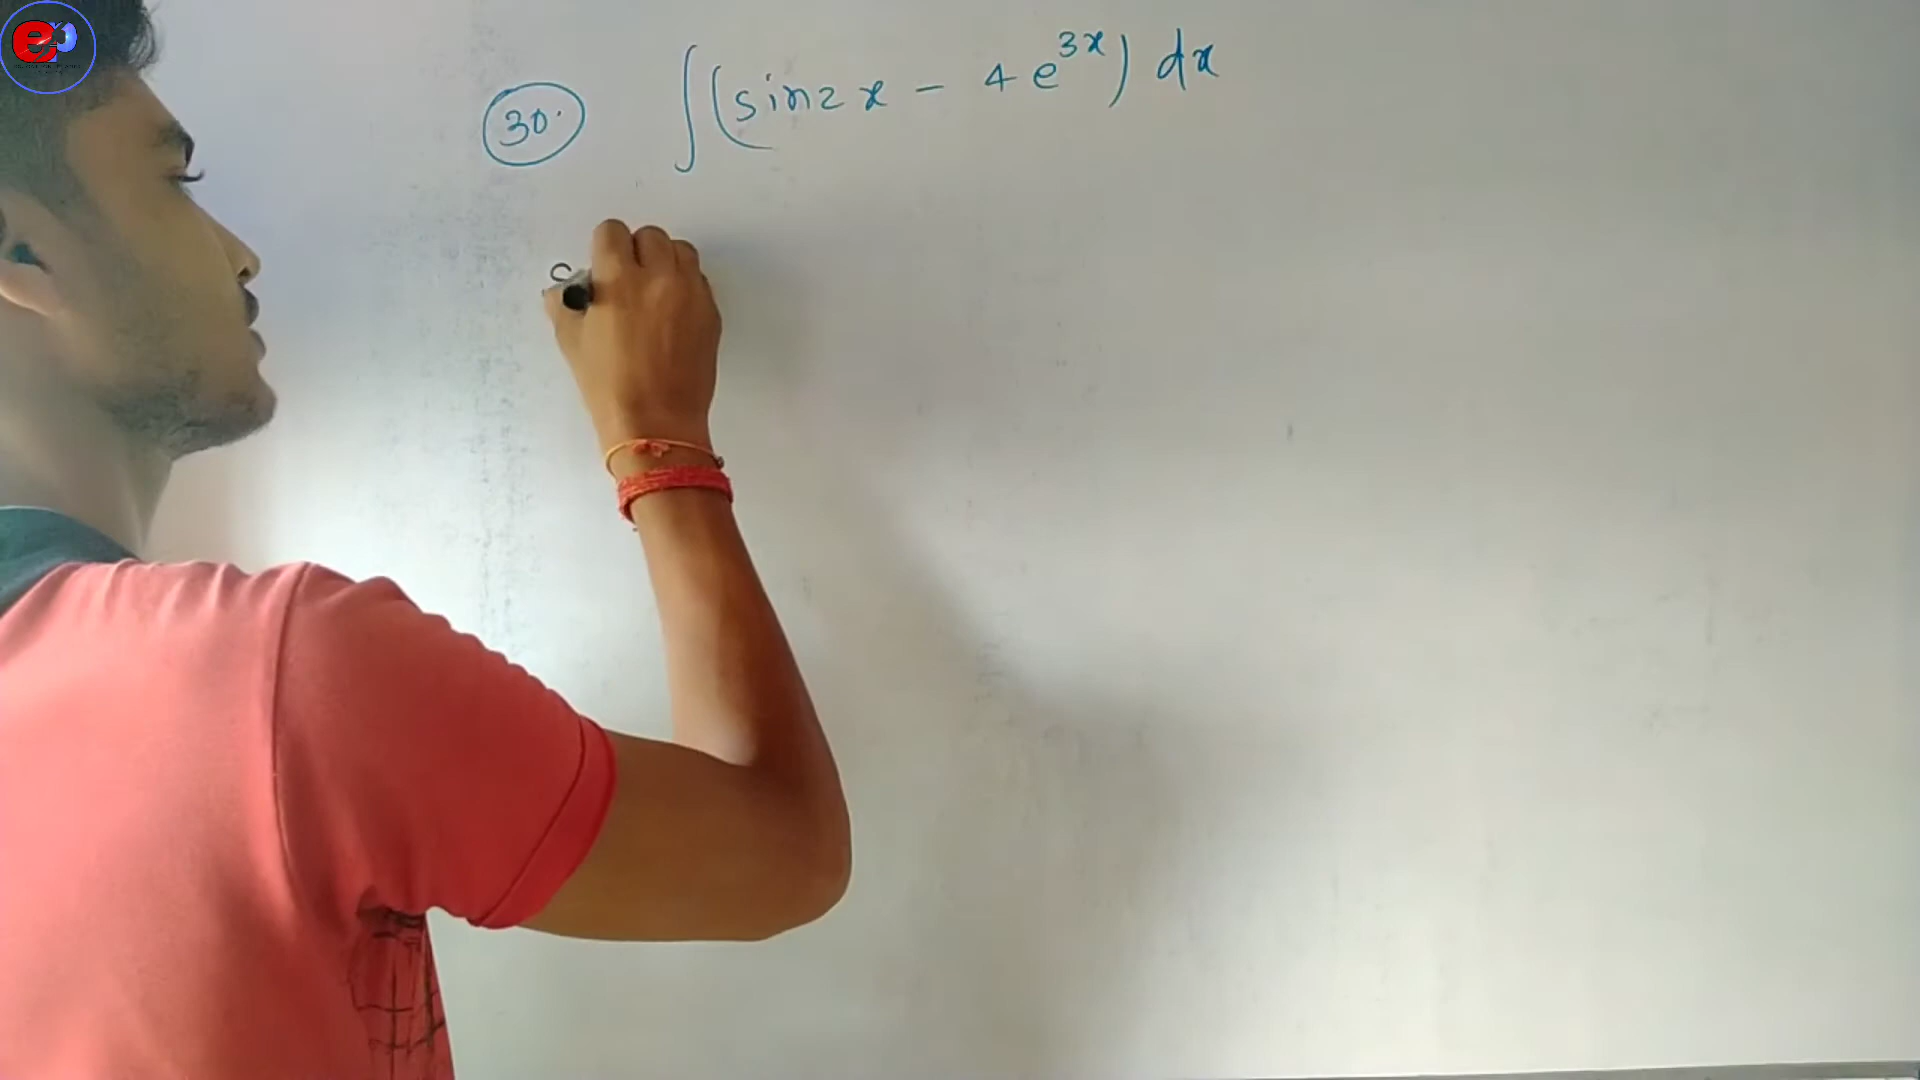 30. ∫(sin2x - 4e^{3x}) dx
S